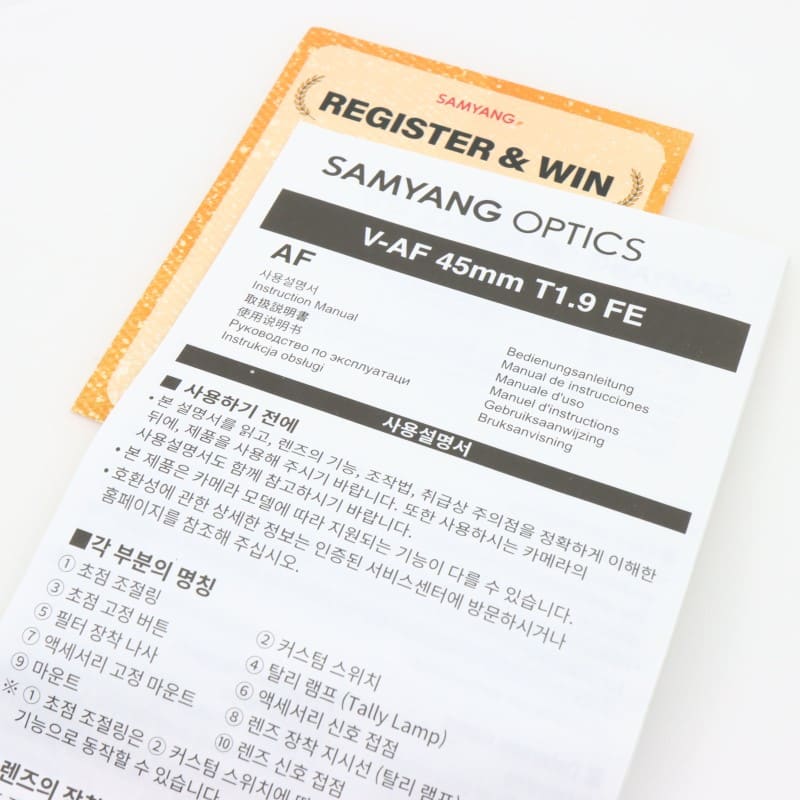 SAMYANG
REGISTER & WIN
SAMYANG OPTICS
V-AF 45mm T1.9 FE
AF
사용설명서
Instruction Manual
取扱説明書
使用说明书
Руководство по эксплуатаци
Instrukcja obsługi
Bedienungsanleitung
Manual de instrucciones
Manuale d'uso
Manuel d'instructions
Gebruiksaanwijzing
Bruksanvisning
사용설명서
■ 사용하기 전에
• 본 설명서를 읽고, 렌즈의 기능, 조작법, 취급상 주의점을 정확하게 이해한
뒤에, 제품을 사용해 주시기 바랍니다. 또한 사용하시는 카메라의
사용설명서도 함께 참고하시기 바랍니다.
• 본 제품은 카메라 모델에 따라 지원되는 기능이 다를 수 있습니다.
• 호환성에 관한 상세한 정보는 인증된 서비스센터에 방문하시거나
홈페이지를 참조해 주십시오.
■각 부분의 명칭
① 초점 조절링
② 커스텀 스위치
③ 초점 고정 버튼
④ 탈리 램프 (Tally Lamp)
⑤ 필터 장착 나사
⑥ 액세서리 신호 접점
⑦ 액세서리 고정 마운트
⑧ 렌즈 장착 지시선 (탈리 램프)
⑨ 마운트
⑩ 렌즈 신호 접점
※ ① 초점 조절링은 ② 커스텀 스위치에
기능으로 동작할 수 있습니다
렌즈의